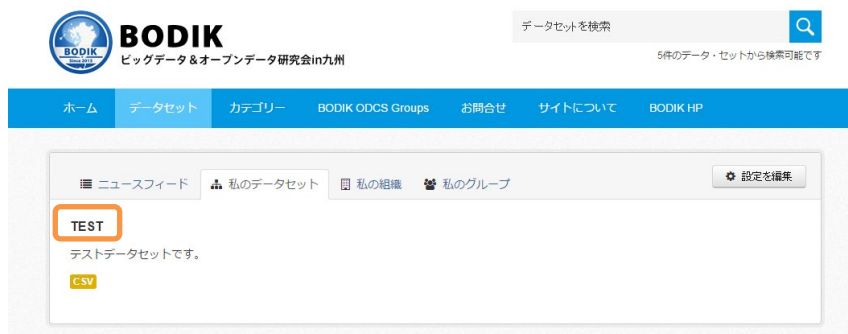 BODIK
ビッグデータ&オープンデータ研究会in九州
BODIK
Since 2013
データセットを検索
5件のデータ・セットから検索可能です
ホーム データセット カテゴリー BODIK ODCS Groups お問合せ サイトについて BODIK HP
ニュースフィード 私のデータセット 私の組織 私のグループ 設定を編集
TEST
テストデータセットです。
CSV